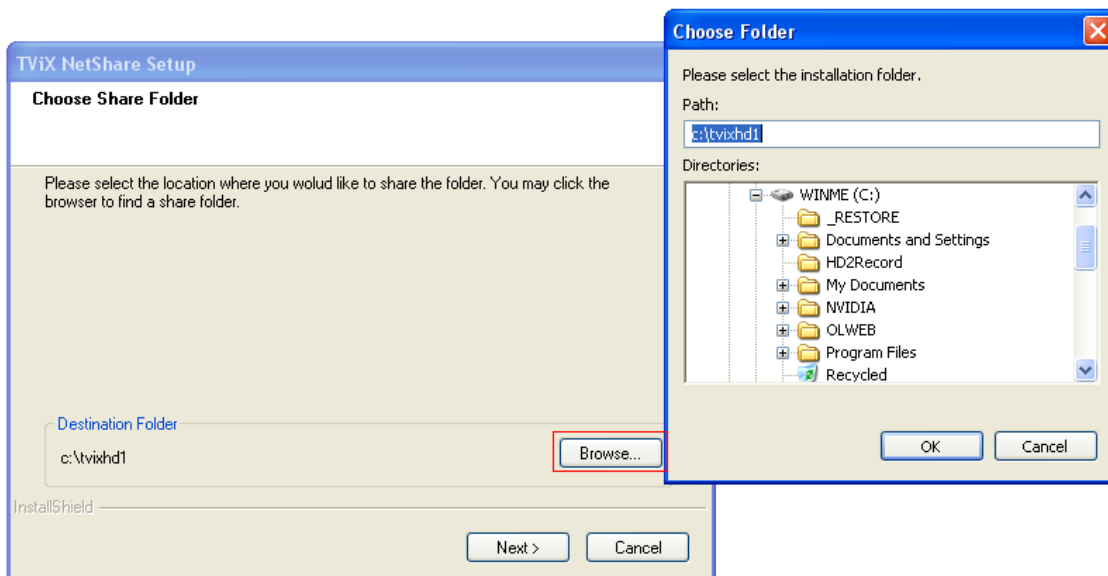 TViX NetShare Setup
Choose Share Folder
Please select the location where you wolud like to share the folder. You may click the
browser to find a share folder.
Destination Folder
c:\tvixhd1
Browse...
InstallShield
Next >
Cancel
Choose Folder
Please select the installation folder.
Path:
c:\tvixhd1
Directories:
WINME (C:)
_RESTORE
Documents and Settings
HD2Record
My Documents
NVIDIA
OLWEB
Program Files
Recycled
OK
Cancel